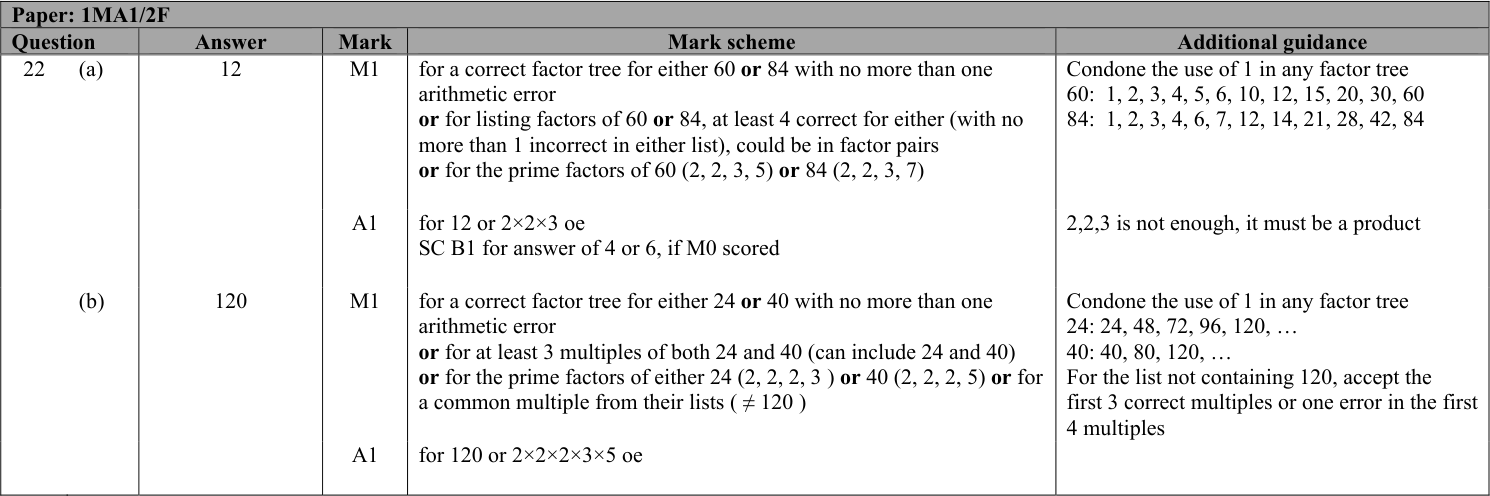 Paper: 1MA1/2F
Question Answer Mark Mark scheme Additional guidance
22 (a) 12 M1 for a correct factor tree for either 60 or 84 with no more than one Condone the use of 1 in any factor tree
arithmetic error 60: 1, 2, 3, 4, 5, 6, 10, 12, 15, 20, 30, 60
or for listing factors of 60 or 84, at least 4 correct for either (with no 84: 1, 2, 3, 4, 6, 7, 12, 14, 21, 28, 42, 84
more than 1 incorrect in either list), could be in factor pairs
or for the prime factors of 60 (2, 2, 3, 5) or 84 (2, 2, 3, 7)
A1 for 12 or 2×2×3 oe 2,2,3 is not enough, it must be a product
SC B1 for answer of 4 or 6, if M0 scored
(b) 120 M1 for a correct factor tree for either 24 or 40 with no more than one Condone the use of 1 in any factor tree
arithmetic error 24: 24, 48, 72, 96, 120, …
or for at least 3 multiples of both 24 and 40 (can include 24 and 40) 40: 40, 80, 120, …
or for the prime factors of either 24 (2, 2, 2, 3 ) or 40 (2, 2, 2, 5) or for For the list not containing 120, accept the
a common multiple from their lists ( ≠ 120 ) first 3 correct multiples or one error in the first
4 multiples
A1 for 120 or 2×2×2×3×5 oe